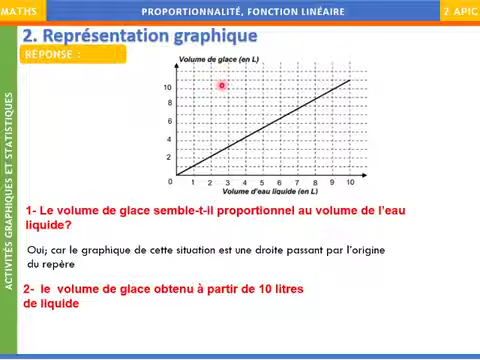 MATHS
PROPORTIONNALITÉ, FONCTION LINÉAIRE
2 APIC
2. Représentation graphique
RÉPONSE :
ACTIVITÉS GRAPHIQUES ET STATISTIQUES
Volume de glace (en L)
10
8
6
4
2
0 1 2 3 4 5 6 7 8 9 10
Volume d'eau liquide (en L)
1- Le volume de glace semble-t-il proportionnel au volume de l'eau
liquide?
Oui; car le graphique de cette situation est une droite passant par l'origine
du repère
2- le volume de glace obtenu à partir de 10 litres
de liquide